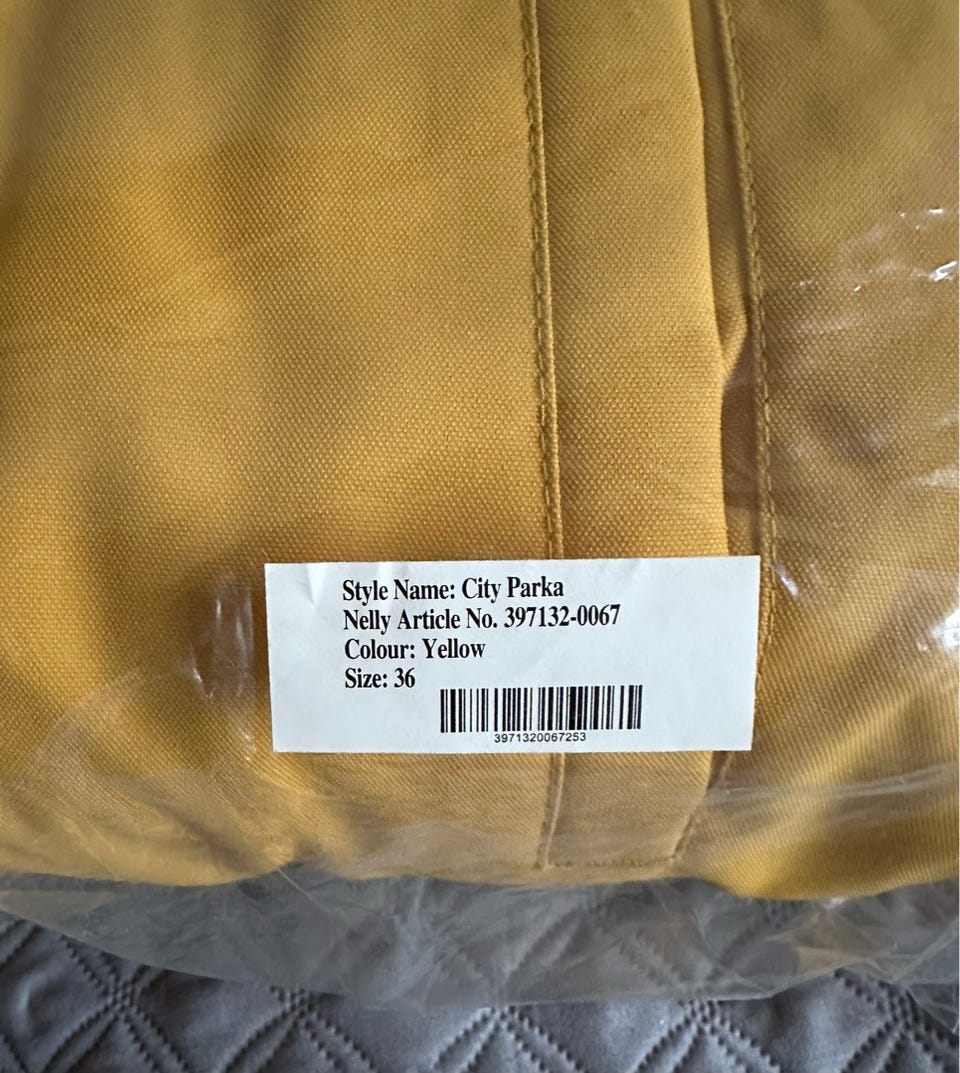 Style Name: City Parka
Nelly Article No. 397132-0067
Colour: Yellow
Size: 36
3971320067253